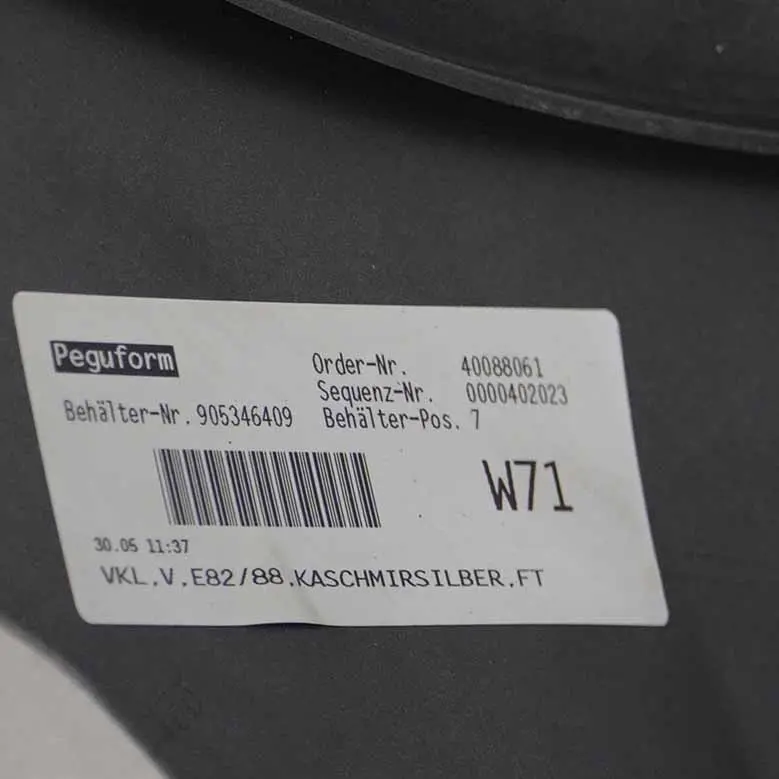 Peguform
Order-Nr. 40088061
Sequenz-Nr. 0000402023
Behälter-Nr. 905346409 Behälter-Pos. 7
W71
30.05 11:37
VKL.V.E82/88.KASCHMIRSILBER.FT